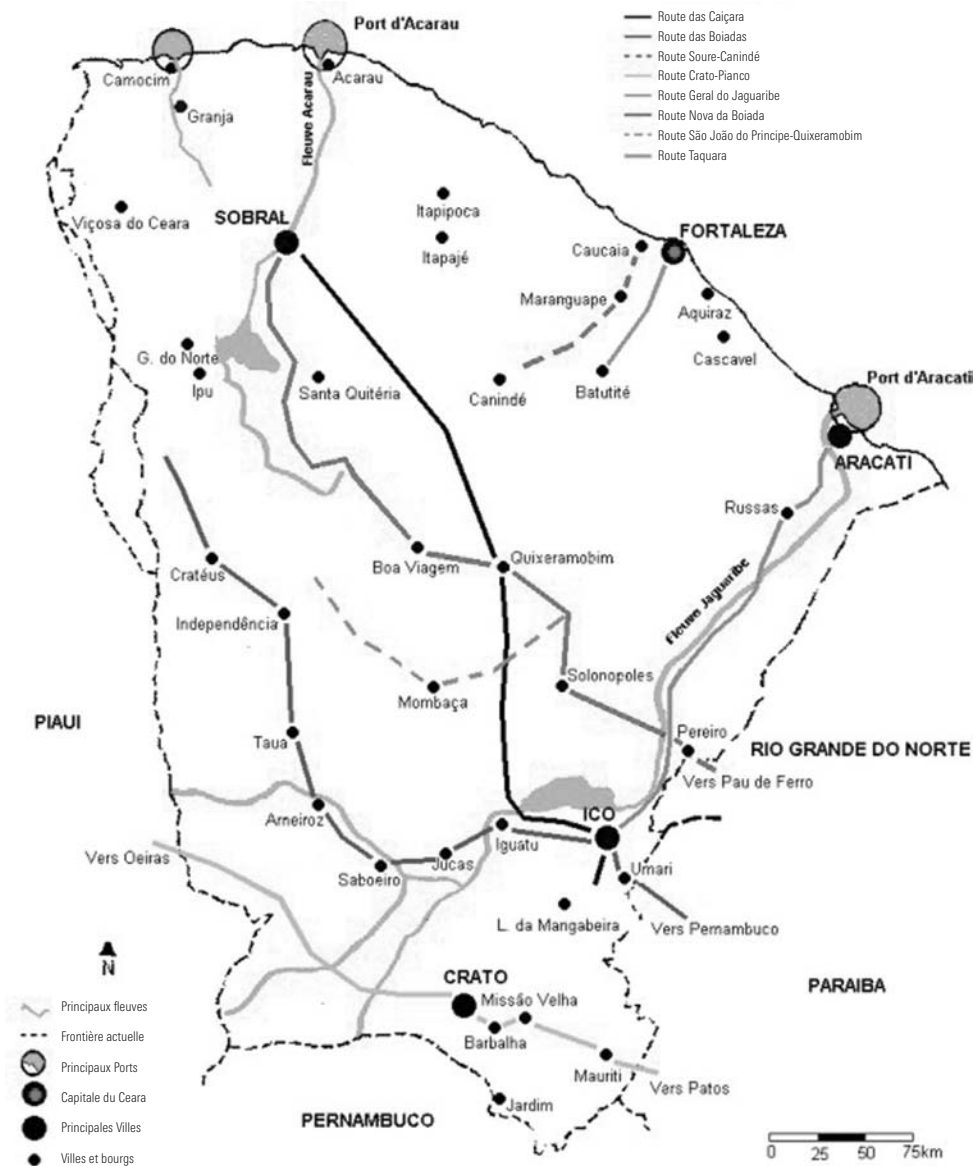 Port d'Acarau
Route das Caiçara
Route das Boiadas
Route Soure-Canindé
Route Crato-Pianco
Route Geral do Jaguaribe
Route Nova da Boiada
Route São João do Principe-Quixeramobim
Route Taquara
Camocim
Acarau
Granja
Fleuve Acarau
Viçosa do Ceara
SOBRAL
Itapipoca
Itapajé
Caucaia
FORTALEZA
Maranguape
Aquiraz
Cascavel
G. do Norte
Ipu
Santa Quitéria
Canindé
Batutité
Port d'Aracati
ARACATI
Russas
Cratéus
Boa Viagem
Quixeramobim
Independência
Fleuve Jaguaribe
Mombaça
Solonopoles
PIAUI
Taua
Pereiro
RIO GRANDE DO NORTE
Vers Pau de Ferro
Arneiroz
ICO
Iguatu
Vers Oeiras
Saboeiro
Jucas
Umari
L. da Mangabeira
Vers Pernambuco
N
CRATO
PARAIBA
Missão Velha
Barbalha
Mauriti
Vers Patos
Jardim
PERNAMBUCO
Principaux fleuves
Frontière actuelle
Principaux Ports
Capitale du Ceara
Principales Villes
Villes et bourgs
0 25 50 75km